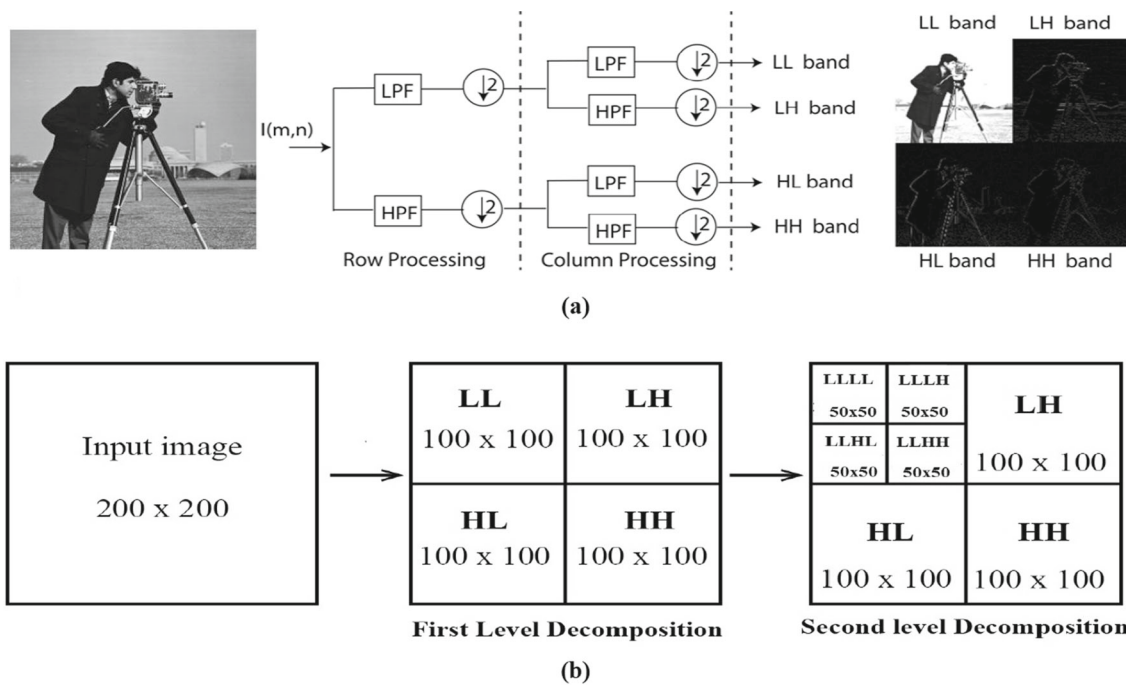 LL band LH band
LPF ↓2 LL band
LPF ↓2
HPF ↓2 LH band
I(m,n)
LPF ↓2 HL band
HPF ↓2
HPF ↓2 HH band
Row Processing Column Processing
HL band HH band
(a)
Input image
200 x 200
LL LH
100 x 100 100 x 100
HL HH
100 x 100 100 x 100
First Level Decomposition
LLLL LLLH
50x50 50x50
LH
LLHL LLHH
100 x 100
50x50 50x50
HL HH
100 x 100 100 x 100
Second level Decomposition
(b)